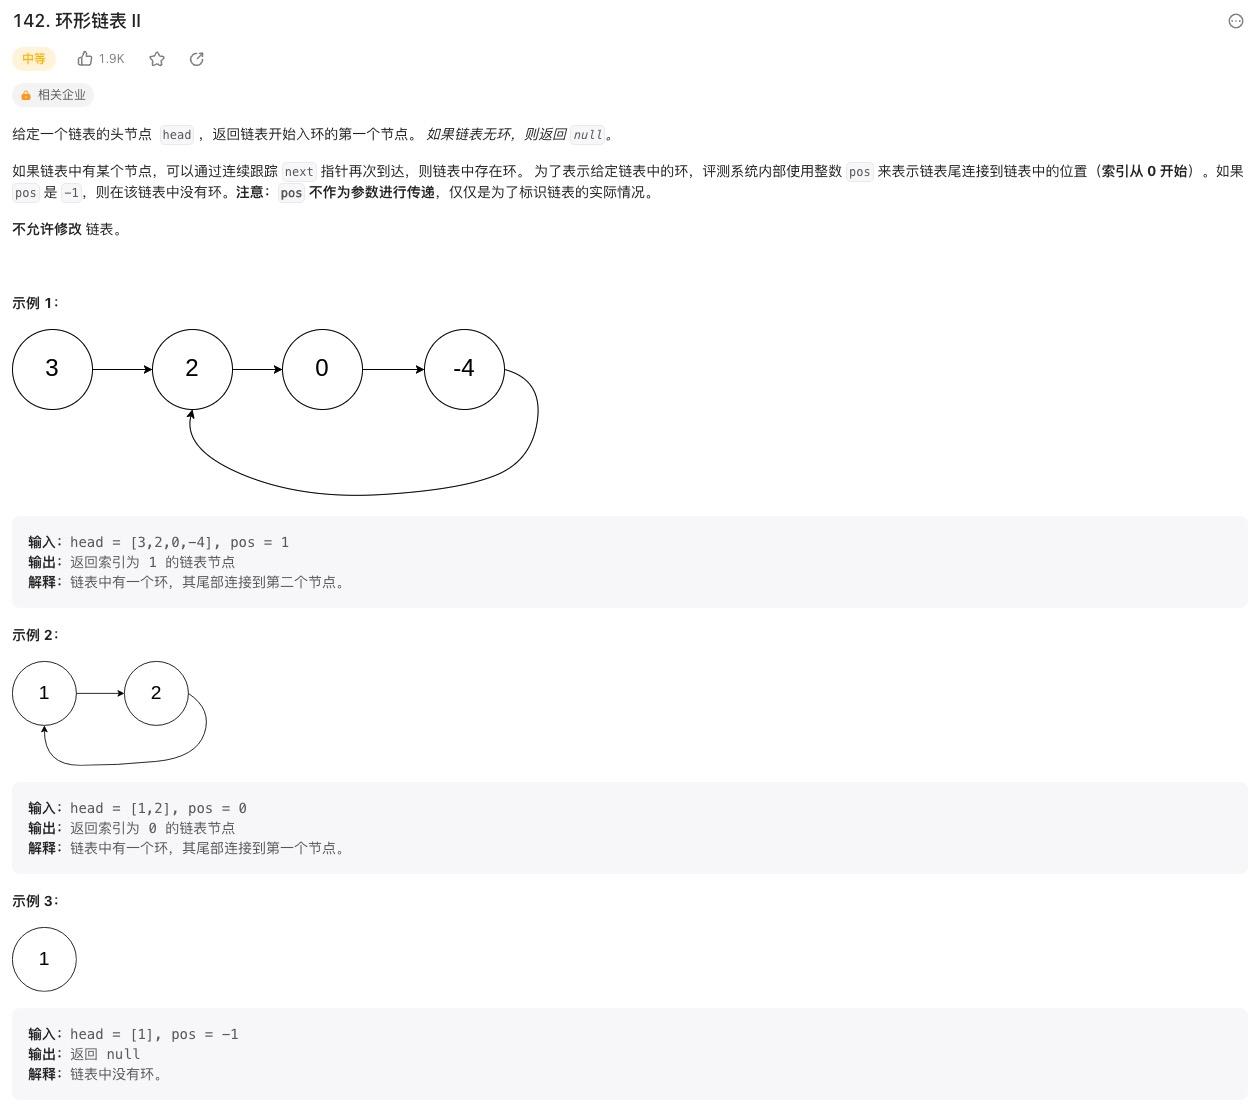 142. 环形链表 II
中等 1.9K
相关企业
给定一个链表的头节点 head ，返回链表开始入环的第一个节点。 如果链表无环，则返回 null。
如果链表中有某个节点，可以通过连续跟踪 next 指针再次到达，则链表中存在环。 为了表示给定链表中的环，评测系统内部使用整数 pos 来表示链表尾连接到链表中的位置（索引从 0 开始）。如果
pos 是 -1，则在该链表中没有环。注意：pos 不作为参数进行传递，仅仅是为了标识链表的实际情况。
不允许修改 链表。
示例 1：
3 2 0 -4
输入：head = [3,2,0,-4], pos = 1
输出：返回索引为 1 的链表节点
解释：链表中有一个环，其尾部连接到第二个节点。
示例 2：
1 2
输入：head = [1,2], pos = 0
输出：返回索引为 0 的链表节点
解释：链表中有一个环，其尾部连接到第一个节点。
示例 3：
1
输入：head = [1], pos = -1
输出：返回 null
解释：链表中没有环。